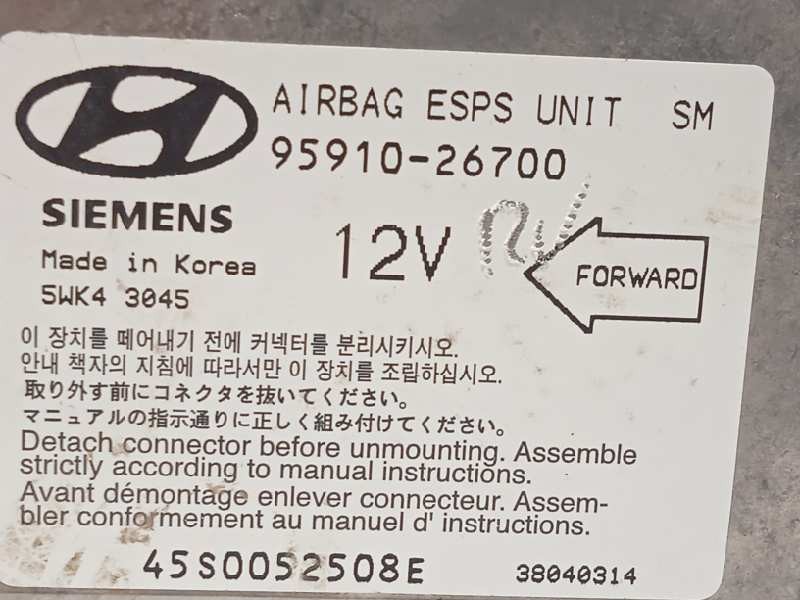 AIRBAG ESPS UNIT SM
95910-26700
SIEMENS
12V
Made in Korea
FORWARD
5WK4 3045
이 장치를 떼어내기 전에 커넥터를 분리시키시오.
안내 책자의 지침에 따라서만 이 장치를 조립하십시오.
取り外す前にコネクタを抜いてください。
マニュアルの指示通りに正しく組み付けてください。
Detach connector before unmounting. Assemble
strictly according to manual instructions.
Avant démontage enlever connecteur. Assem-
bler conformement au manuel d' instructions.
45S0052508E 38040314